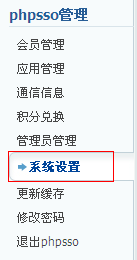 phpsso管理
会员管理
应用管理
通信信息
积分兑换
管理员管理
系统设置
更新缓存
修改密码
退出phpsso